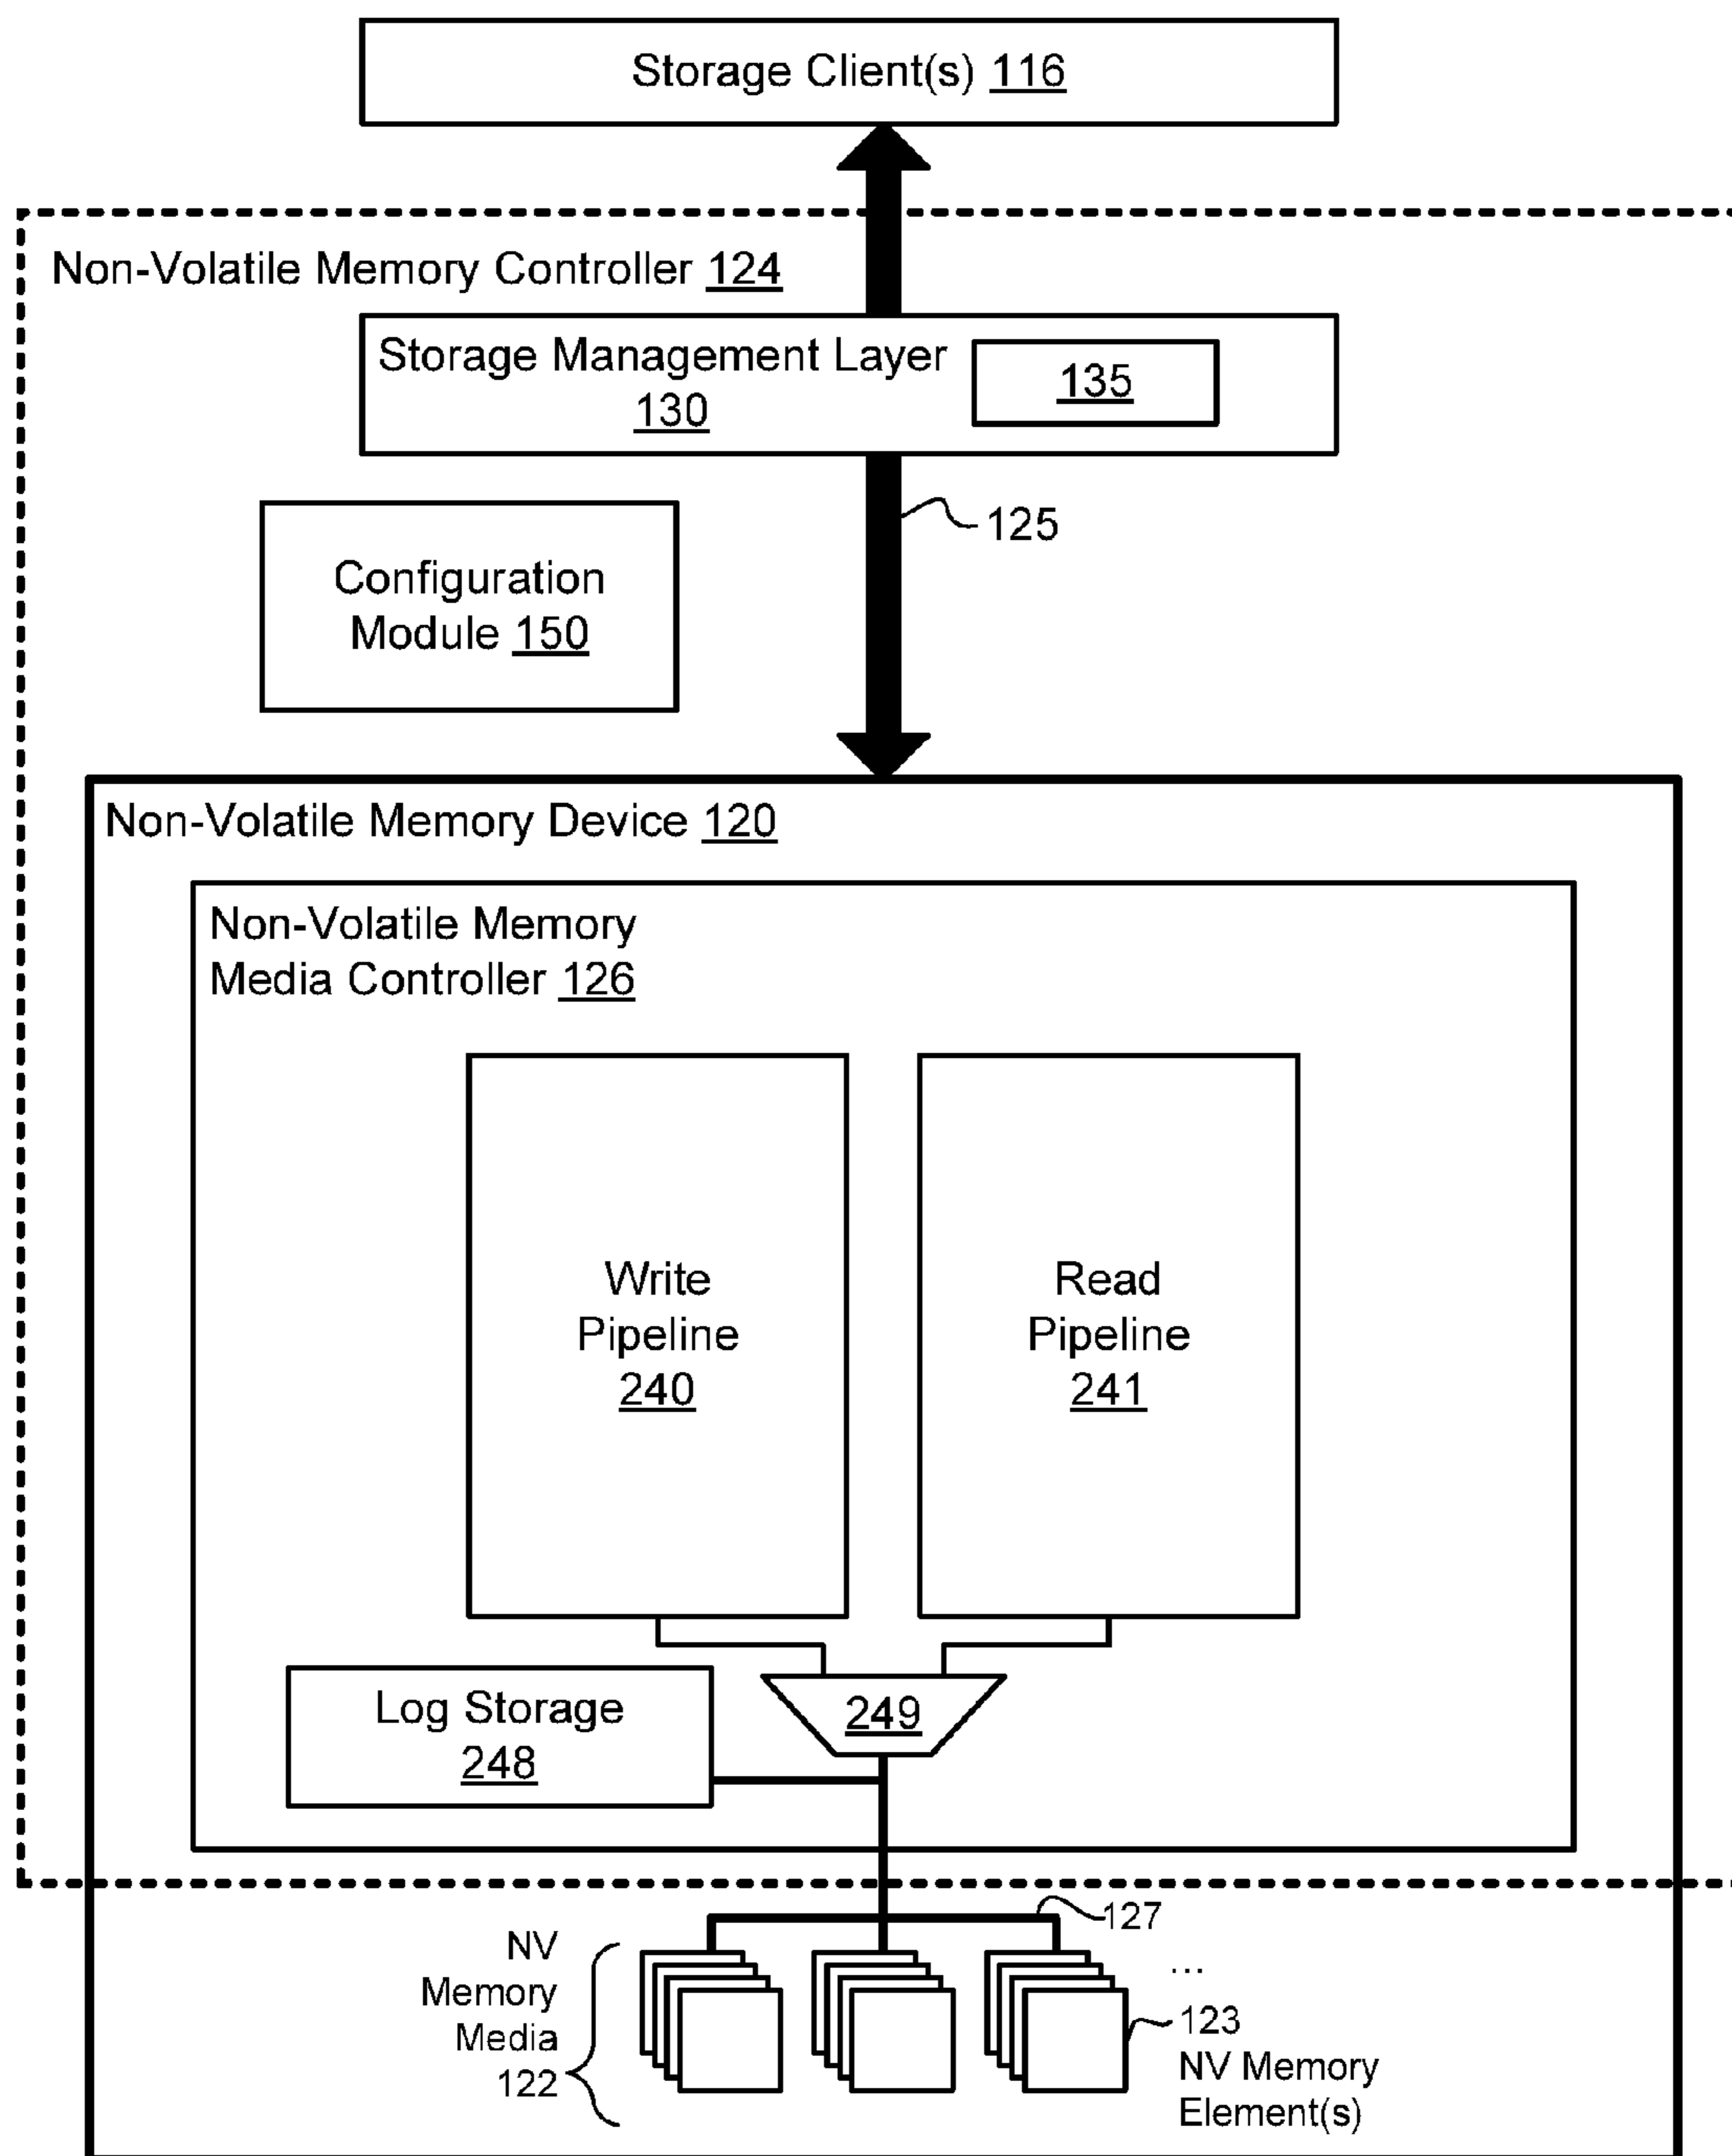 Storage Client(s) 116
Non-Volatile Memory Controller 124
Storage Management Layer
130
135
125
Configuration
Module 150
Non-Volatile Memory Device 120
Non-Volatile Memory
Media Controller 126
Write
Pipeline
240
Read
Pipeline
241
249
Log Storage
248
127
NV
Memory
Media
122
...
123
NV Memory
Element(s)